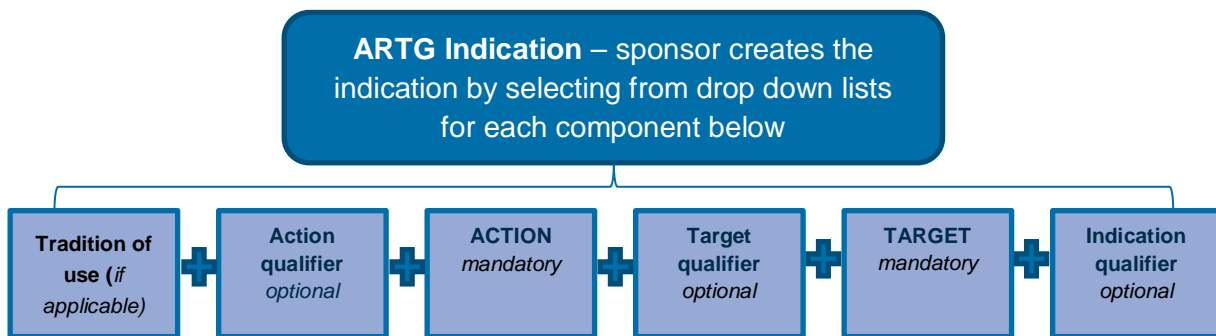 ARTG Indication – sponsor creates the
indication by selecting from drop down lists
for each component below
Tradition of
use (if
applicable)
Action
qualifier
optional
ACTION
mandatory
Target
qualifier
optional
TARGET
mandatory
Indication
qualifier
optional